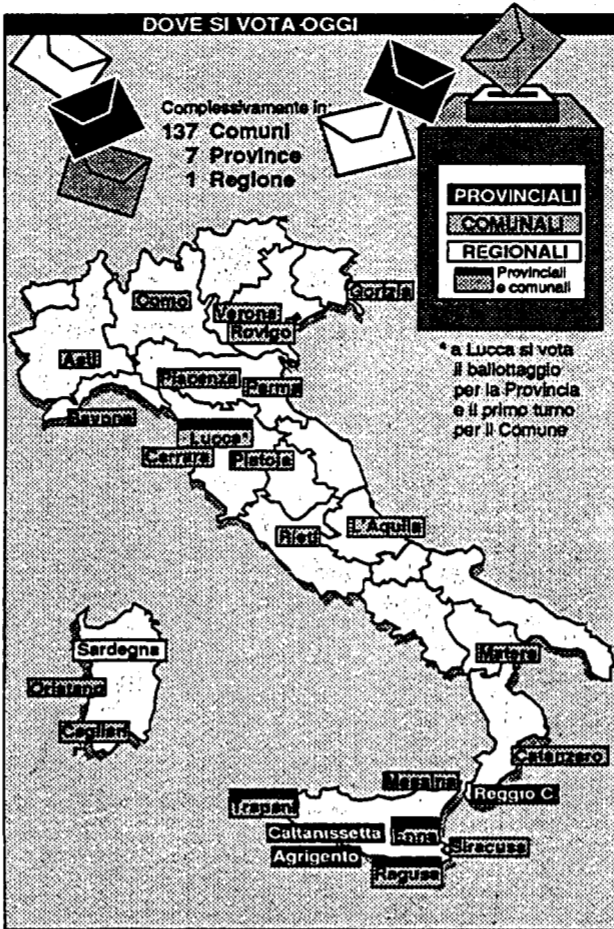 DOVE SI VOTA OGGI
Complessivamente in:
137 Comuni
7 Province
1 Regione
PROVINCIALI
COMUNALI
REGIONALI
Provinciali
e comunali
* a Lucca si vota
il ballottaggio
per la Provincia
e il primo turno
per il Comune
Como
Verona
Rovigo
Gorizia
Asti
Piacenza
Parma
Savona
Lucca*
Carrara
Pistoia
Rieti
L'Aquila
Sardegna
Oristano
Cagliari
Matera
Catanzaro
Messina
Reggio C.
Trapani
Caltanissetta
Enna
Siracusa
Agrigento
Ragusa